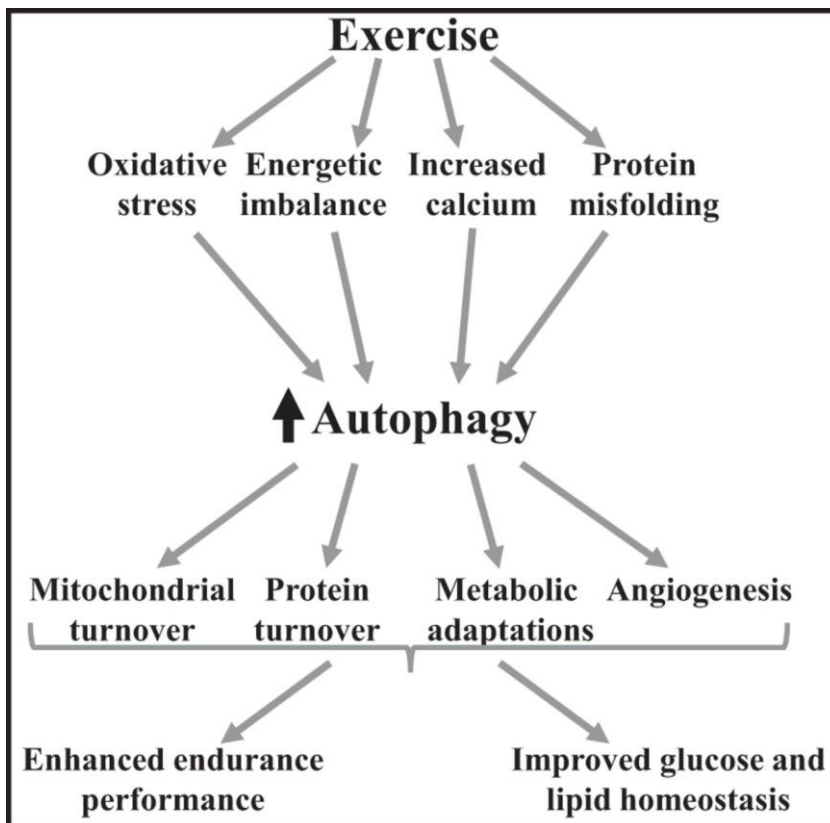 Exercise
Oxidative stress
Energetic imbalance
Increased calcium
Protein misfolding
Autophagy
Mitochondrial turnover
Protein turnover
Metabolic adaptations
Angiogenesis
Enhanced endurance performance
Improved glucose and lipid homeostasis